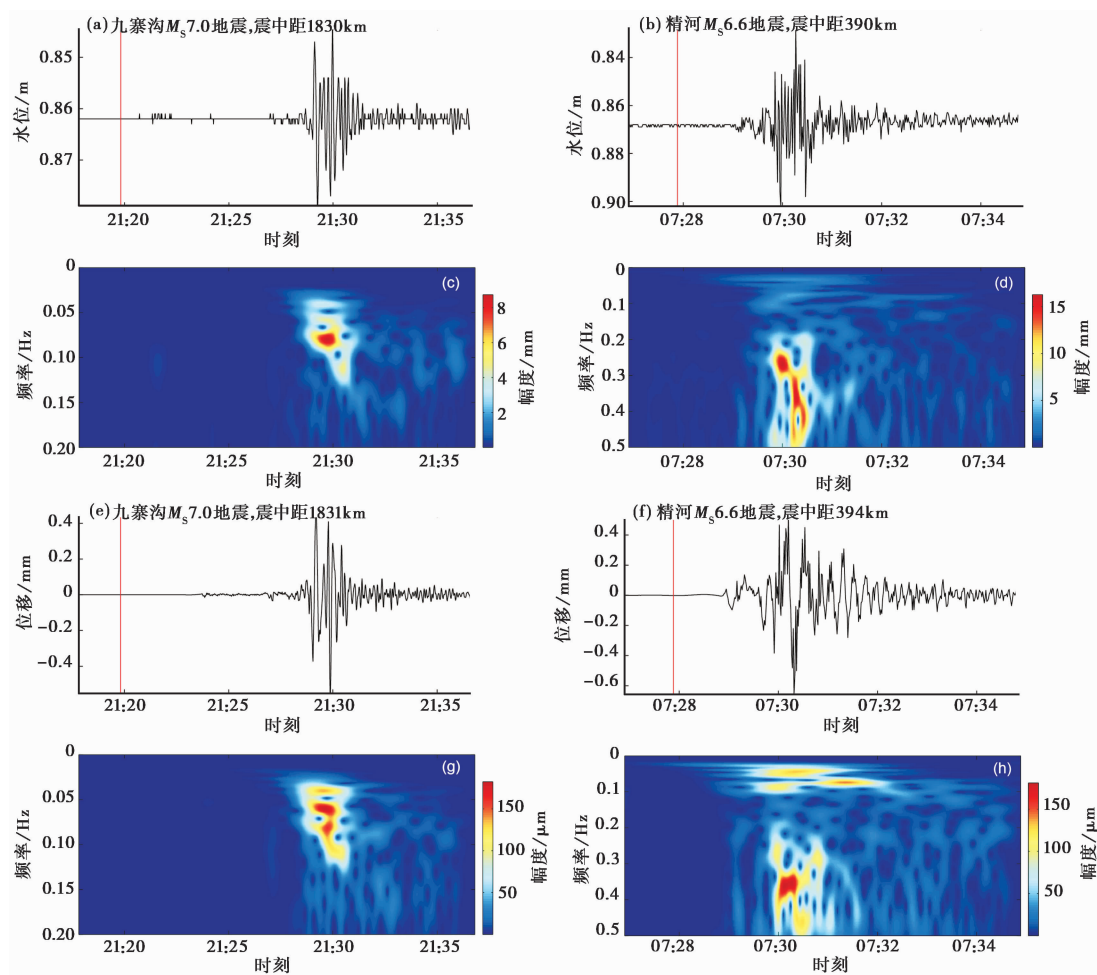 (a) 九寨沟MS7.0地震,震中距1830km
水位/m
0.85
0.86
0.87
21:20 21:25 21:30 21:35
时刻
(b) 精河MS6.6地震,震中距390km
水位/m
0.84
0.86
0.88
0.90
07:28 07:30 07:32 07:34
时刻
(c)
频率/Hz
0
0.05
0.10
0.15
0.20
21:20 21:25 21:30 21:35
时刻
8
6
4
2
幅度/mm
(d)
频率/Hz
0
0.1
0.2
0.3
0.4
0.5
07:28 07:30 07:32 07:34
时刻
15
10
5
幅度/mm
(e) 九寨沟MS7.0地震,震中距1831km
位移/mm
0.4
0.2
0
-0.2
-0.4
21:20 21:25 21:30 21:35
时刻
(f) 精河MS6.6地震,震中距394km
位移/mm
0.4
0.2
0
-0.2
-0.4
-0.6
07:28 07:30 07:32 07:34
时刻
(g)
频率/Hz
0
0.05
0.10
0.15
0.20
21:20 21:25 21:30 21:35
时刻
150
100
50
幅度/μm
(h)
频率/Hz
0
0.1
0.2
0.3
0.4
0.5
07:28 07:30 07:32 07:34
时刻
150
100
50
幅度/μm